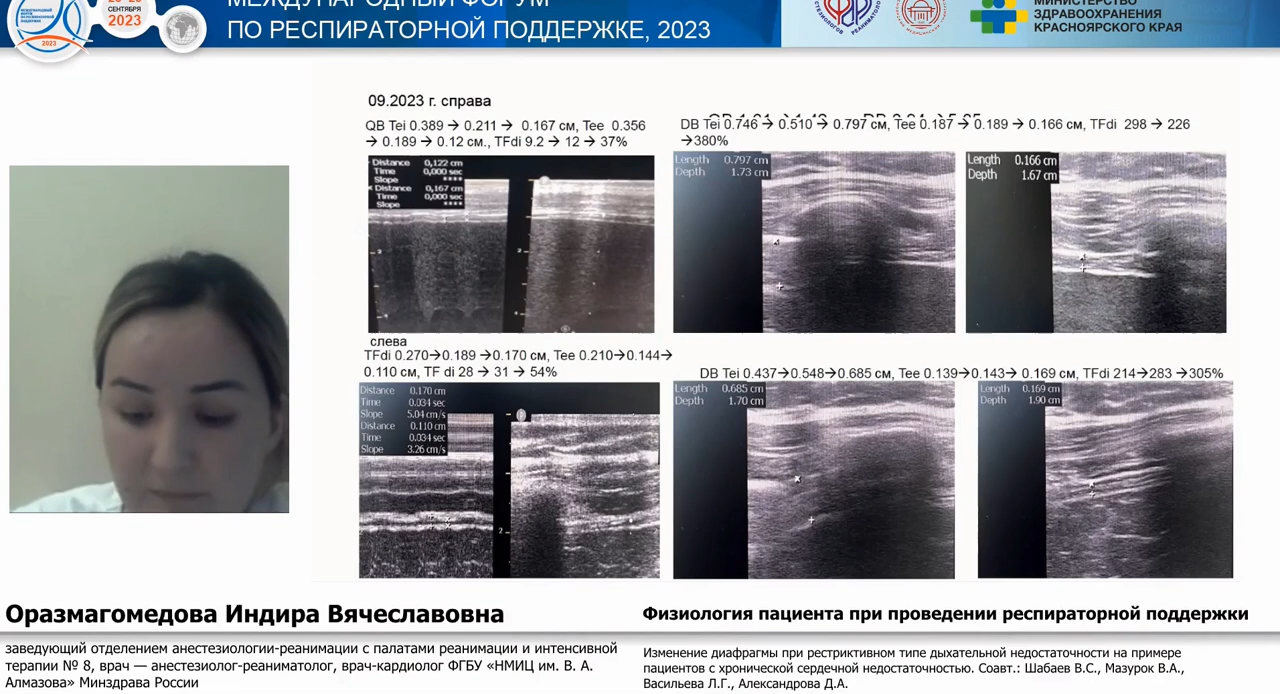 МЕЖДУНАРОДНЫЙ ФОРУМ
ПО РЕСПИРАТОРНОЙ ПОДДЕРЖКЕ, 2023
СЕНТЯБРЯ
2023
2023
МИНИСТЕРСТВО
ЗДРАВООХРАНЕНИЯ
КРАСНОЯРСКОГО КРАЯ
09.2023 г. справа
QB Tei 0.389 → 0.211 → 0.167 см, Tee 0.356
→ 0.189 → 0.12 см., TFdi 9.2 → 12 → 37%
DB Tei 0.746 → 0.510 → 0.797 см, Tee 0.187 → 0.189 → 0.166 см, TFdi 298 → 226
→380%
Distance 0,122 cm
Time 0,000 sec
Slope ****
Distance 0,167 cm
Time 0,000 sec
Slope ****
Length 0.797 cm
Depth 1.73 cm
Length 0.166 cm
Depth 1.67 cm
слева
TFdi 0.270→0.189 →0.170 см, Tee 0.210→0.144→
0.110 см, TF di 28 → 31 → 54%
DB Tei 0.437→0.548→0.685 см, Tee 0.139→0.143→ 0.169 см, TFdi 214→283 →305%
Distance 0.170 cm
Time 0.034 sec
Slope 5.04 cm/s
Distance 0.110 cm
Time 0.034 sec
Slope 3.26 cm/s
Length 0.685 cm
Depth 1.70 cm
Length 0.169 cm
Depth 1.90 cm
Оразмагомедова Индира Вячеславовна
заведующий отделением анестезиологии-реанимации с палатами реанимации и интенсивной
терапии № 8, врач — анестезиолог-реаниматолог, врач-кардиолог ФГБУ «НМИЦ им. В. А.
Алмазова» Минздрава России
Физиология пациента при проведении респираторной поддержки
Изменение диафрагмы при рестриктивном типе дыхательной недостаточности на примере
пациентов с хронической сердечной недостаточностью. Соавт.: Шабаев В.С., Мазурок В.А.,
Васильева Л.Г., Александрова Д.А.